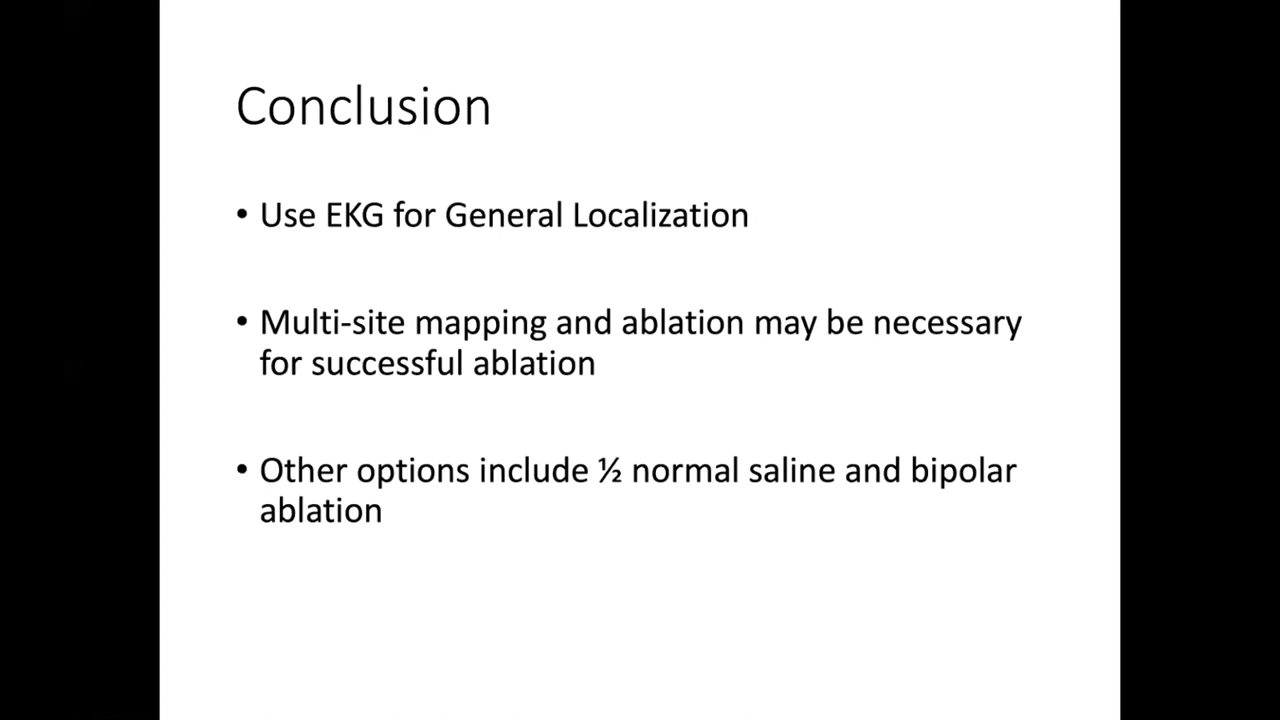 Conclusion
• Use EKG for General Localization
• Multi-site mapping and ablation may be necessary
for successful ablation
• Other options include ½ normal saline and bipolar
ablation